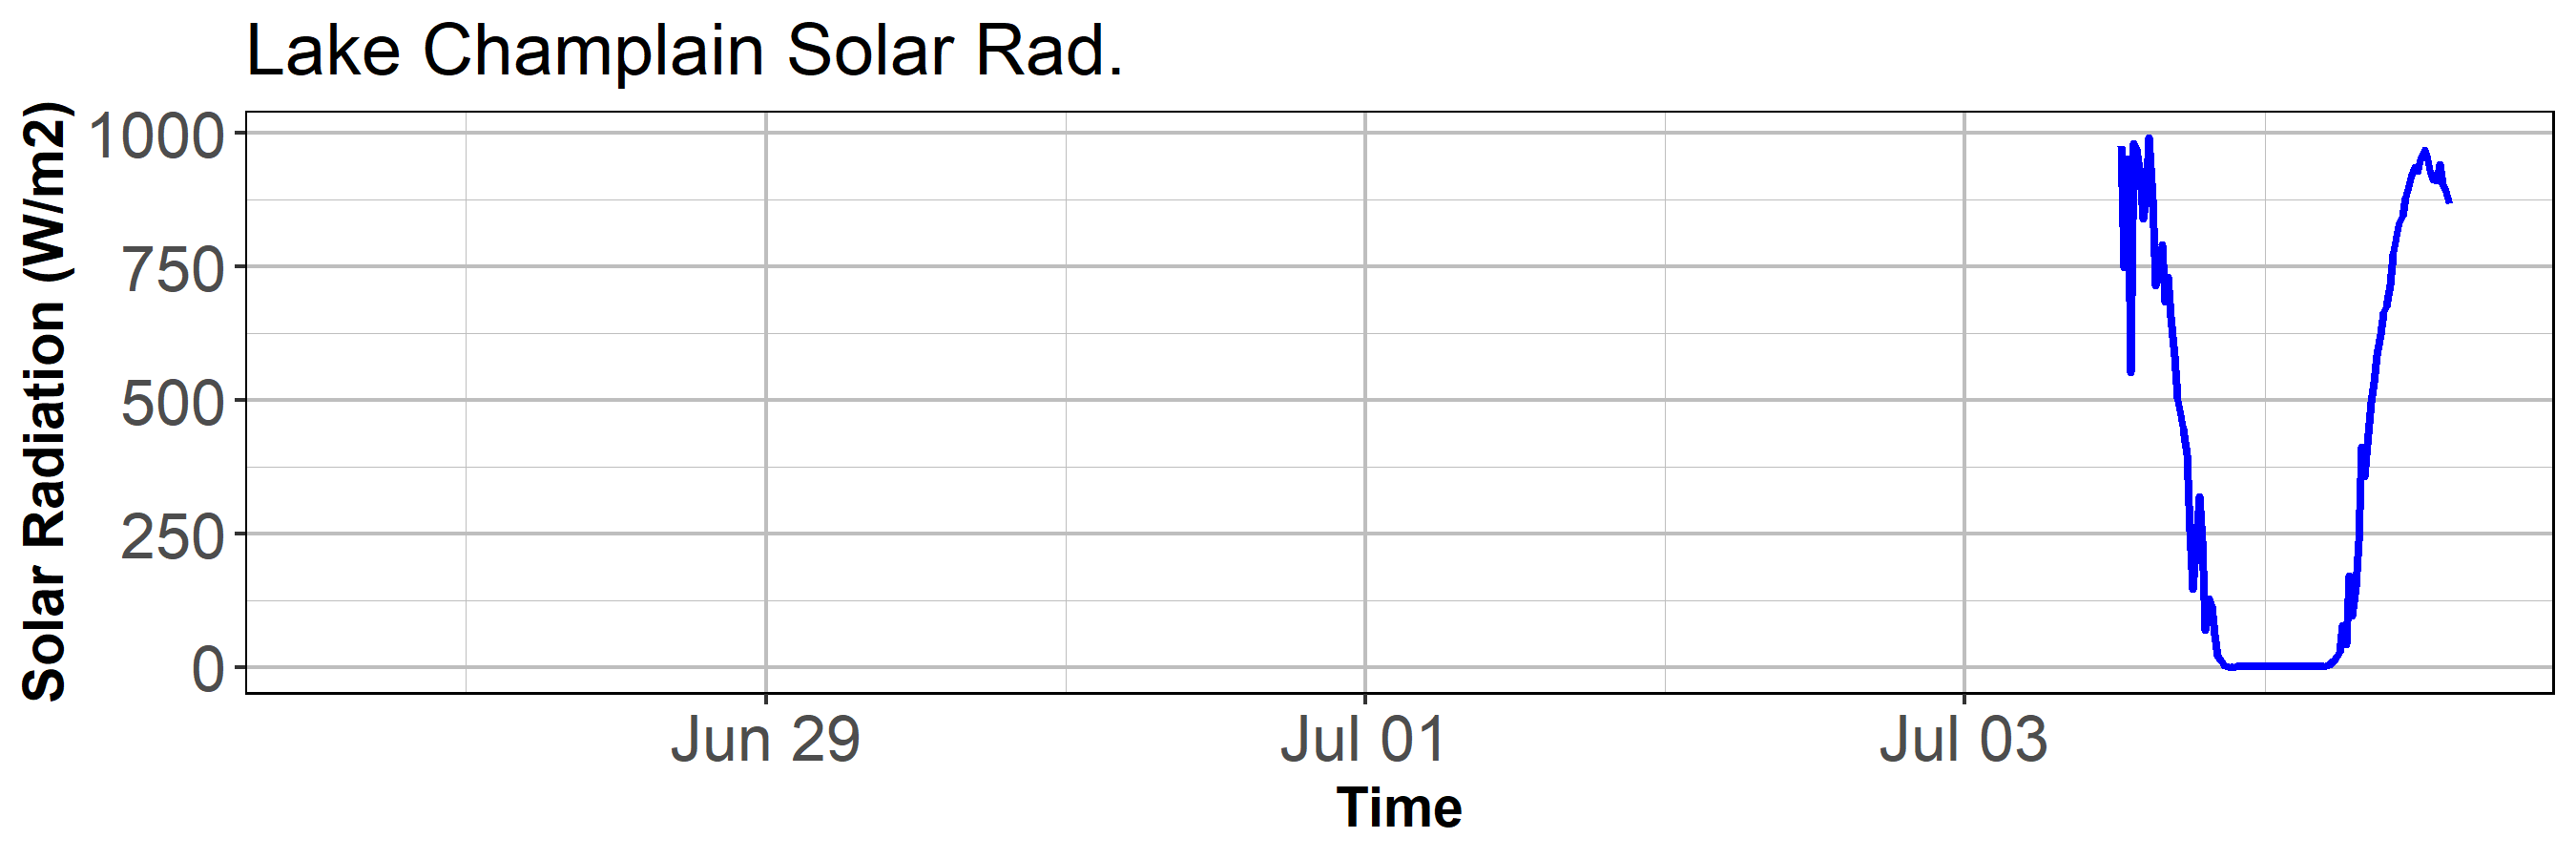 Lake Champlain Solar Rad.
Solar Radiation (W/m2)
1000
750
500
250
0
Jun 29
Jul 01
Jul 03
Time